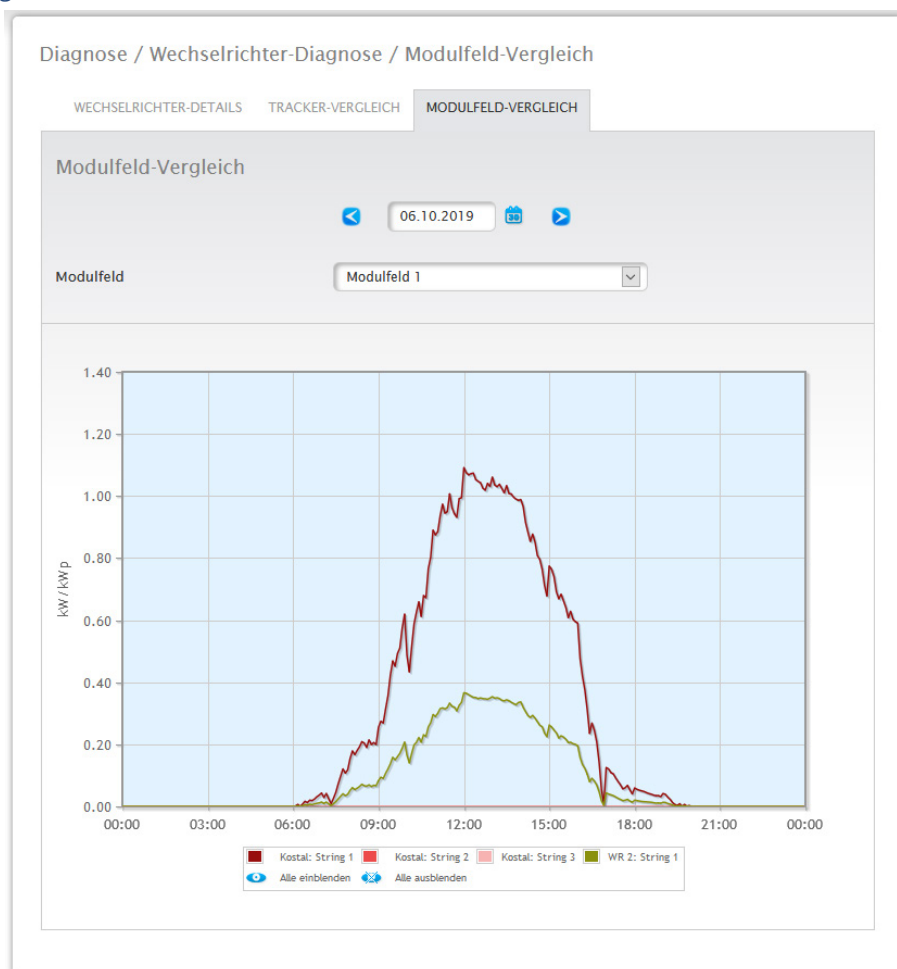 Diagnose / Wechselrichter-Diagnose / Modulfeld-Vergleich
WECHSELRICHTER-DETAILS TRACKER-VERGLEICH MODULFELD-VERGLEICH
Modulfeld-Vergleich
06.10.2019 30
Modulfeld Modulfeld 1
1.40
1.20
1.00
0.80
0.60
0.40
0.20
0.00
kW/kWp
00:00 03:00 06:00 09:00 12:00 15:00 18:00 21:00 00:00
Kostal: String 1 Kostal: String 2 Kostal: String 3 WR 2: String 1
Alle einblenden Alle ausblenden